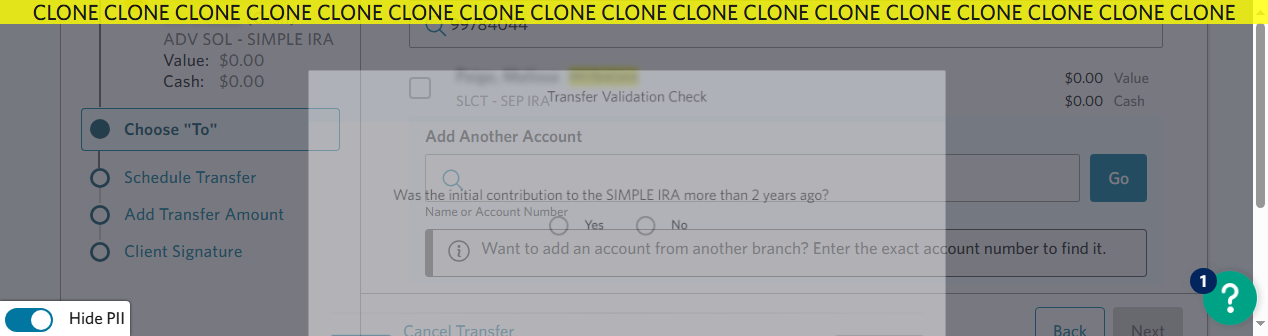 CLONE CLONE CLONE CLONE CLONE CLONE CLONE CLONE CLONE CLONE CLONE CLONE CLONE CLONE CLONE CLONE CLONE
ADV SOL - SIMPLE IRA
Value: $0.00
Cash: $0.00
Choose "To"
Schedule Transfer
Add Transfer Amount
Client Signature
Hide PII
99784044
$0.00 Value
SLCT - SEP IRA
$0.00 Cash
Transfer Validation Check
Add Another Account
Go
Was the initial contribution to the SIMPLE IRA more than 2 years ago?
Name or Account Number
Yes No
Want to add an account from another branch? Enter the exact account number to find it.
Cancel Transfer
Back Next
1
?